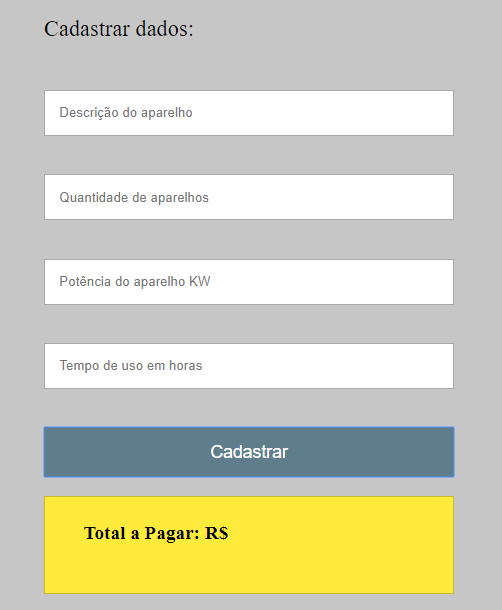 Cadastrar dados:
Descrição do aparelho
Quantidade de aparelhos
Potência do aparelho KW
Tempo de uso em horas
Cadastrar
Total a Pagar: R$